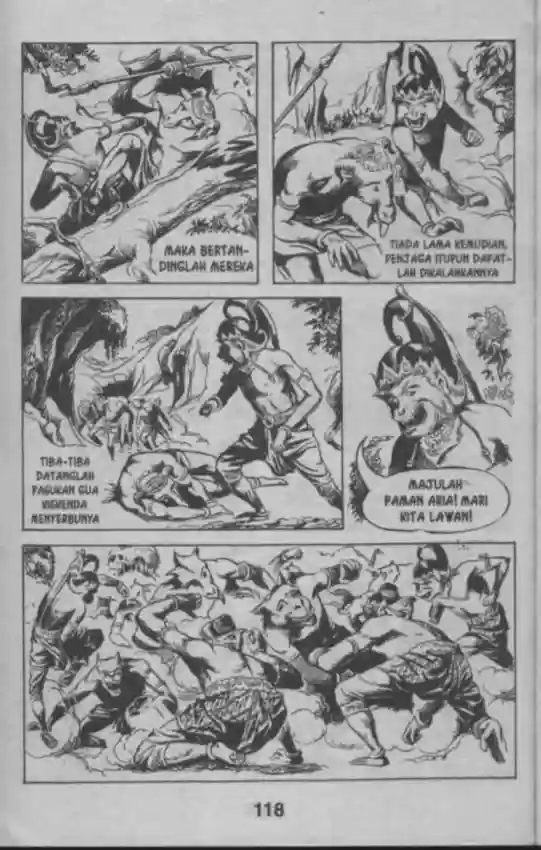 MAKA BERTAN-
DINGLAH MEREKA
TIADA LAMA KEMUDIAN,
PENJAGA ITUPUN DAPAT-
LAH DIKALAHKANNYA
TIBA-TIBA
DATANGLAH
PASUKAN GUA
KISKENDA
MENYERBUNYA
MAJULAH
PAMAN ARIA! MARI
KITA LAWAN!
118